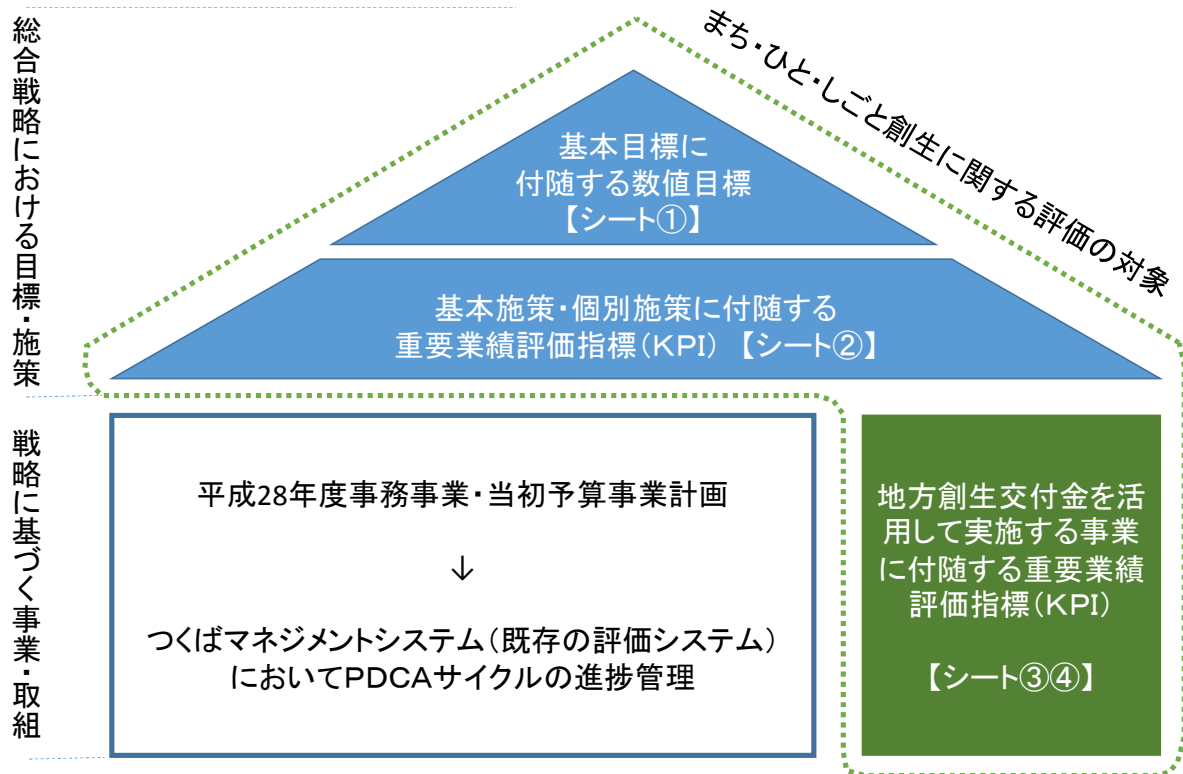 総合戦略における目標・施策
まち・ひと・しごと創生に関する評価の対象
基本目標に
付随する数値目標
【シート①】
基本施策・個別施策に付随する
重要業績評価指標（KPI）【シート②】
戦略に基づく事業・取組
平成28年度事務事業・当初予算事業計画
↓
つくばマネジメントシステム（既存の評価システム）
においてPDCAサイクルの進捗管理
地方創生交付金を活
用して実施する事業
に付随する重要業績
評価指標（KPI）
【シート③④】